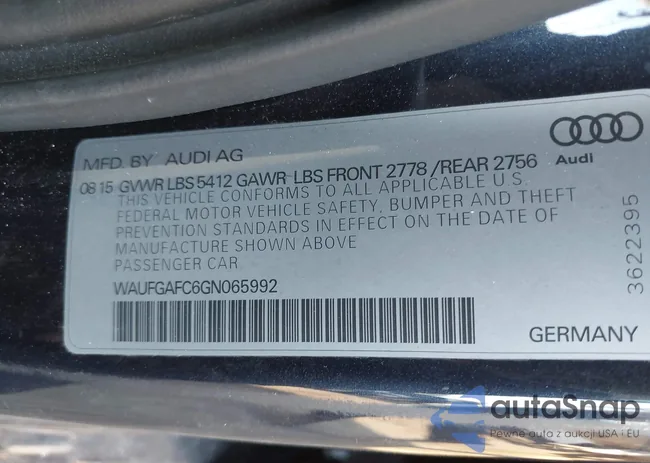 MFD. BY AUDI AG
Audi
08 15 GVWR LBS 5412 GAWR LBS FRONT 2778 / REAR 2756
THIS VEHICLE CONFORMS TO ALL APPLICABLE U.S.
FEDERAL MOTOR VEHICLE SAFETY, BUMPER AND THEFT
PREVENTION STANDARDS IN EFFECT ON THE DATE OF
MANUFACTURE SHOWN ABOVE
PASSENGER CAR
WAUFGAFC6GN065992
3622395
GERMANY
autaSnap
Pewne auta z aukcji USA i EU